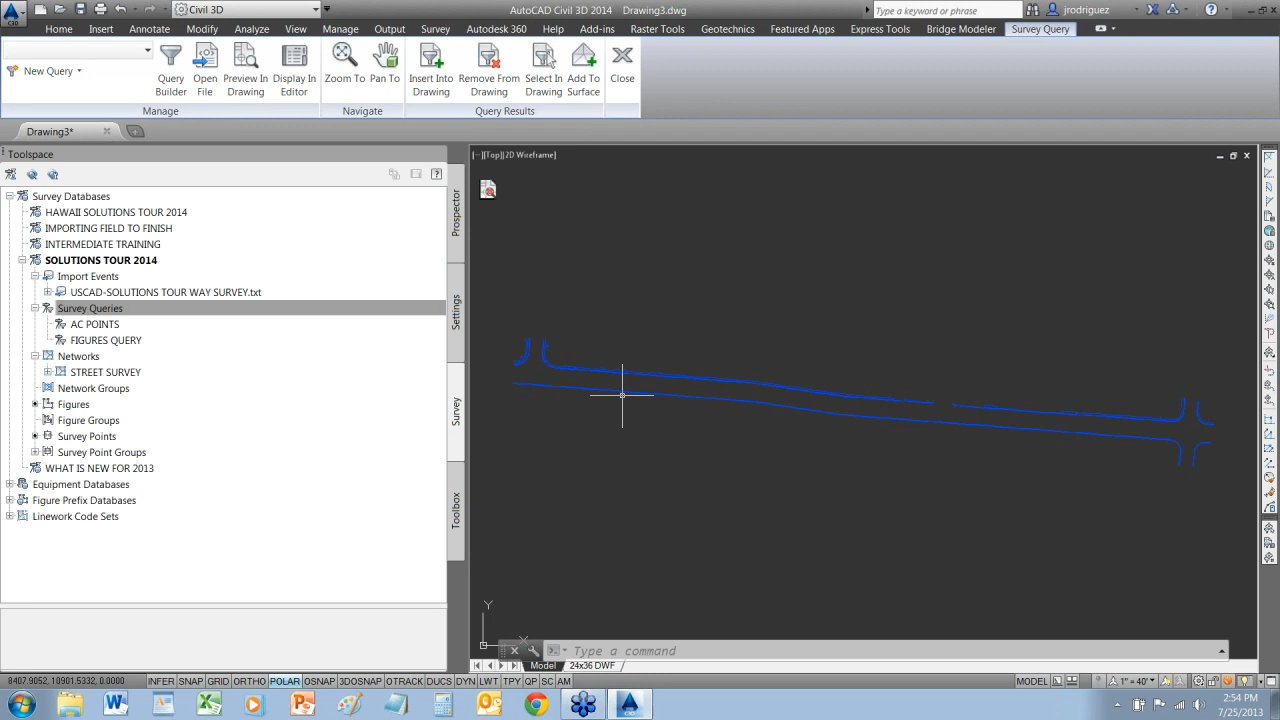 Civil 3D
AutoCAD Civil 3D 2014 Drawing3.dwg
Type a keyword or phrase
jrodriguez
Home Insert Annotate Modify Analyze View Manage Output Survey Autodesk 360 Help Add-ins Raster Tools Geotechnics Featured Apps Express Tools Bridge Modeler Survey Query
New Query
Query Builder
Open File
Preview In Drawing
Display In Editor
Zoom To
Pan To
Insert Into Drawing
Remove From Drawing
Select In Drawing
Add To Surface
Close
Manage
Navigate
Query Results
Drawing3*
Toolspace
Survey Databases
HAWAII SOLUTIONS TOUR 2014
IMPORTING FIELD TO FINISH
INTERMEDIATE TRAINING
SOLUTIONS TOUR 2014
Import Events
USCAD-SOLUTIONS TOUR WAY SURVEY.txt
Survey Queries
AC POINTS
FIGURES QUERY
Networks
STREET SURVEY
Network Groups
Figures
Figure Groups
Survey Points
Survey Point Groups
WHAT IS NEW FOR 2013
Equipment Databases
Figure Prefix Databases
Linework Code Sets
Prospector
Settings
Survey
Toolbox
[−][Top][2D Wireframe]
Y
X
Type a command
Model
24x36 DWF
8407.9052, 10901.5332, 0.0000
INFER SNAP GRID ORTHO POLAR OSNAP 3DOSNAP OTRACK DUCS DYN LWT TPY QP SC AM
MODEL
1" = 40'
2:54 PM
7/25/2013